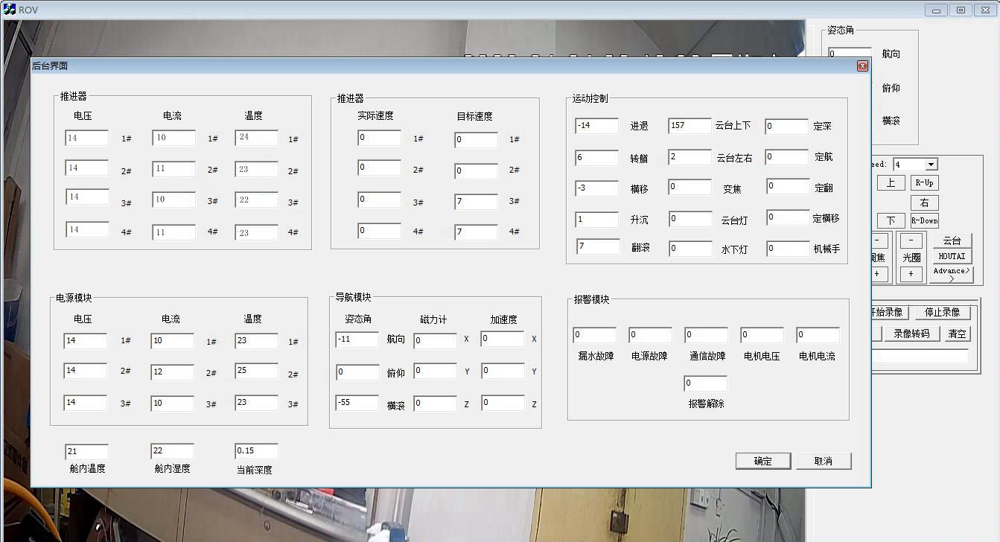 ROV
姿态角
0
航向
俯仰
横滚
后台界面
推进器
电压 电流 温度
14 1# 10 1# 24 1#
14 2# 11 2# 23 2#
14 3# 10 3# 22 3#
14 4# 11 4# 23 4#
推进器
实际速度 目标速度
0 1# 0 1#
0 2# 0 2#
0 3# 7 3#
0 4# 7 4#
运动控制
-14 进退 157 云台上下 0 定深
6 转艏 2 云台左右 0 定航
-3 横移 0 变焦 0 定翻
1 升沉 0 云台灯 0 定横移
7 翻滚 0 水下灯 0 机械手
电源模块
电压 电流 温度
14 1# 10 1# 23 1#
14 2# 12 2# 25 2#
14 3# 10 3# 23 3#
导航模块
姿态角 磁力计 加速度
-11 航向 0 X 0 X
0 俯仰 0 Y 0 Y
-55 横滚 0 Z 0 Z
报警模块
0 0 0 0 0
漏水故障 电源故障 通信故障 电机电压 电机电流
0
报警解除
21 22 0.15
舱内温度 舱内湿度 当前深度
确定 取消
eed: 4
上 R-Up
右
下 R-Down
- - 云台
焦 光圈 HOUTAI
+ + Advance>
>
始录像 停止录像
录像转码 清空